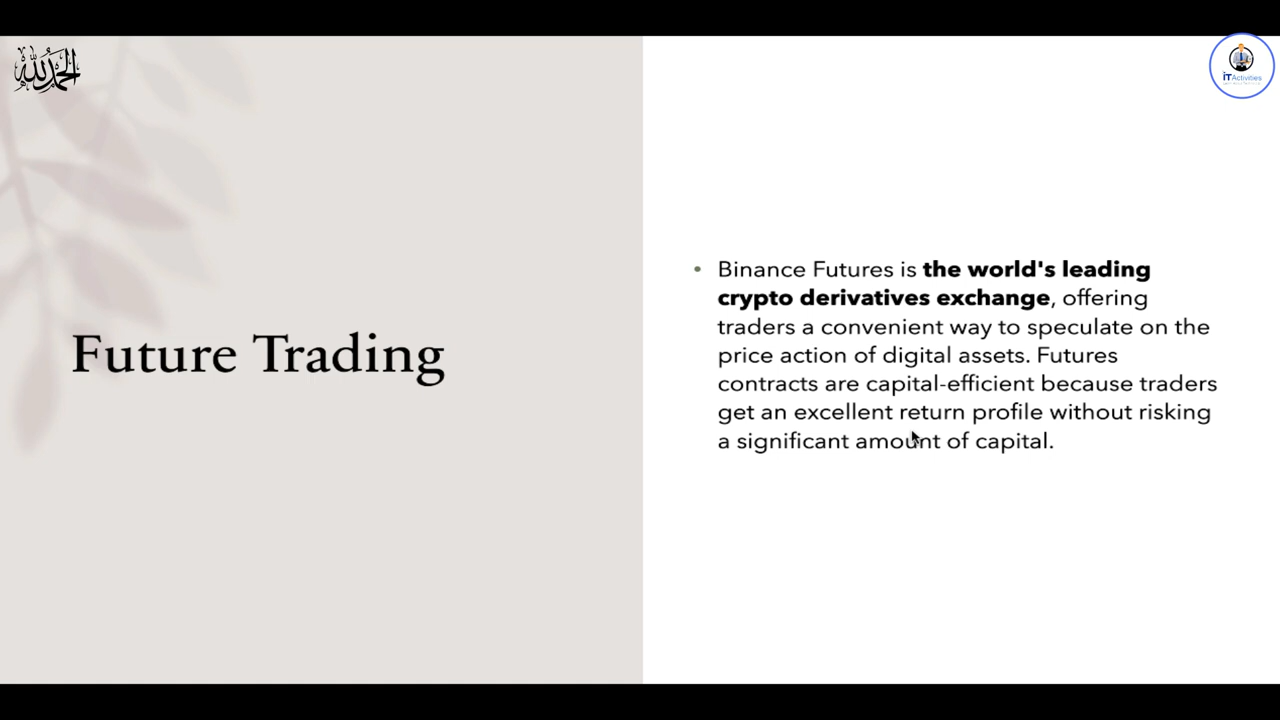 الحمدلله
iT Activities
Future Trading
• Binance Futures is the world's leading
crypto derivatives exchange, offering
traders a convenient way to speculate on the
price action of digital assets. Futures
contracts are capital-efficient because traders
get an excellent return profile without risking
a significant amount of capital.